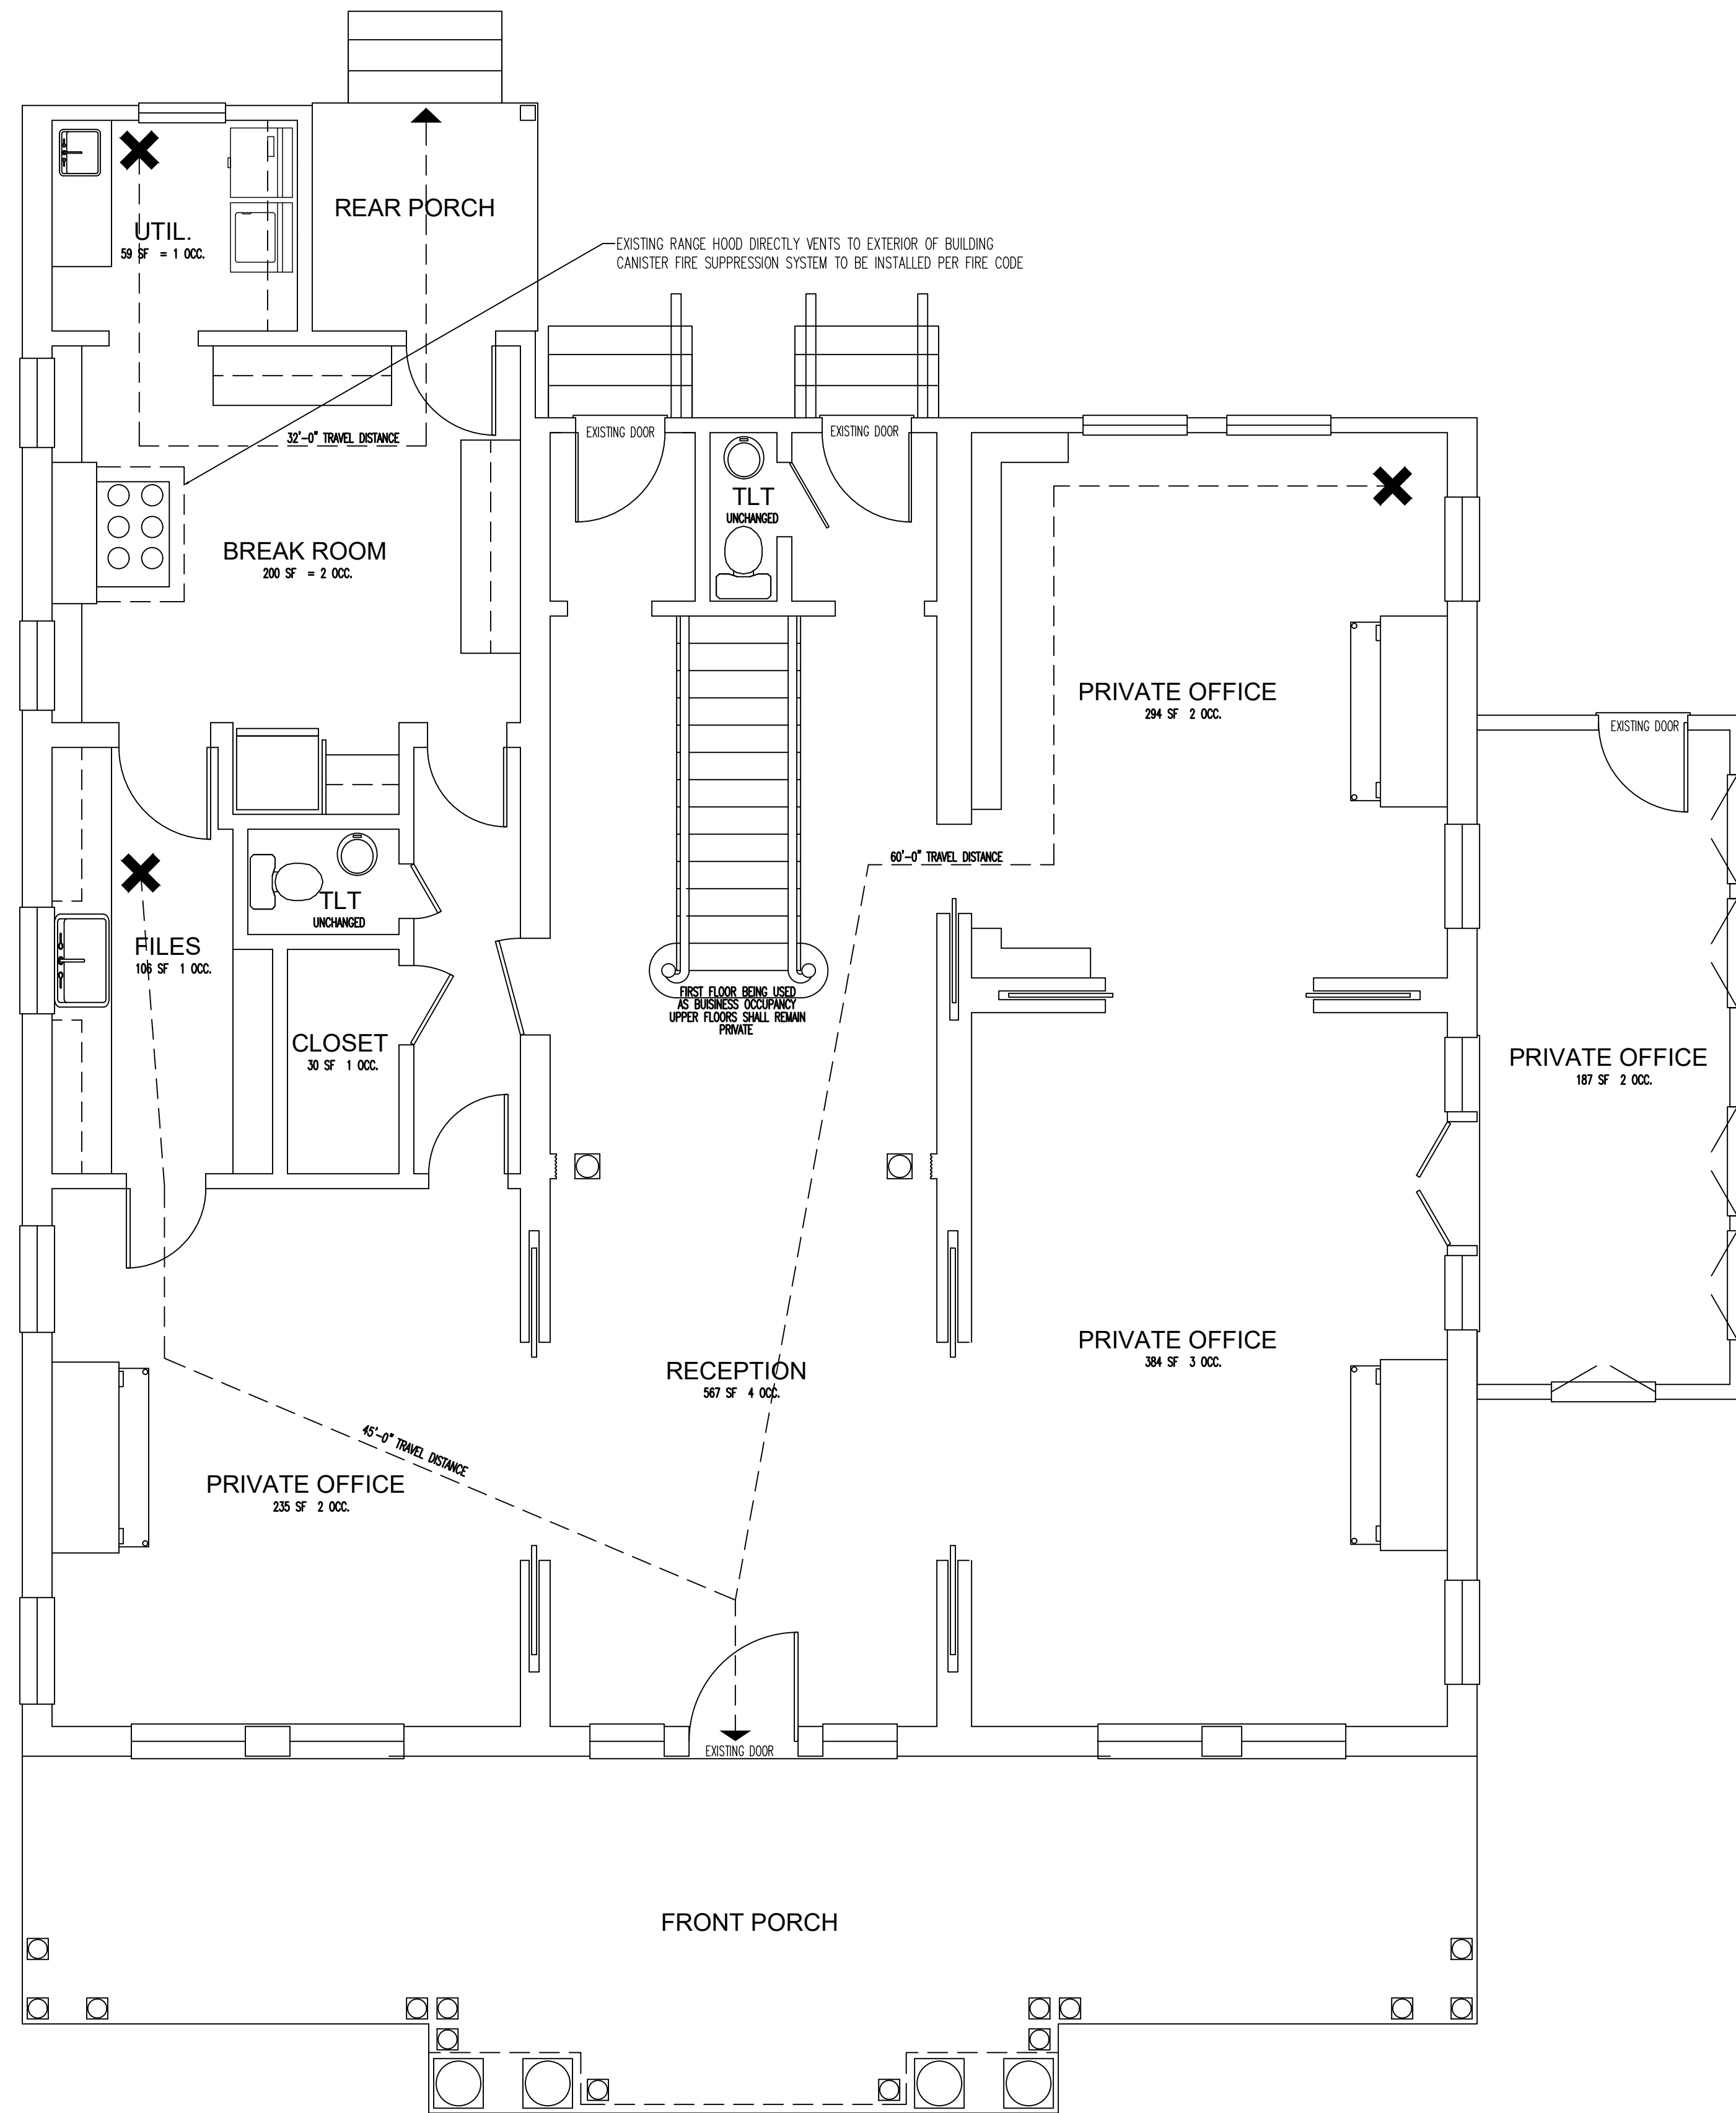 REAR PORCH
UTIL.
59 SF = 1 OCC.
EXISTING RANGE HOOD DIRECTLY VENTS TO EXTERIOR OF BUILDING
CANISTER FIRE SUPPRESSION SYSTEM TO BE INSTALLED PER FIRE CODE
32'-0" TRAVEL DISTANCE
EXISTING DOOR
EXISTING DOOR
TLT
UNCHANGED
BREAK ROOM
200 SF = 2 OCC.
PRIVATE OFFICE
294 SF 2 OCC.
EXISTING DOOR
60'-0" TRAVEL DISTANCE
TLT
UNCHANGED
FILES
106 SF 1 OCC.
FIRST FLOOR BEING USED
AS BUISINESS OCCUPANCY
UPPER FLOORS SHALL REMAIN
PRIVATE
CLOSET
30 SF 1 OCC.
PRIVATE OFFICE
187 SF 2 OCC.
PRIVATE OFFICE
384 SF 3 OCC.
RECEPTION
567 SF 4 OCC.
45'-0" TRAVEL DISTANCE
PRIVATE OFFICE
235 SF 2 OCC.
EXISTING DOOR
FRONT PORCH